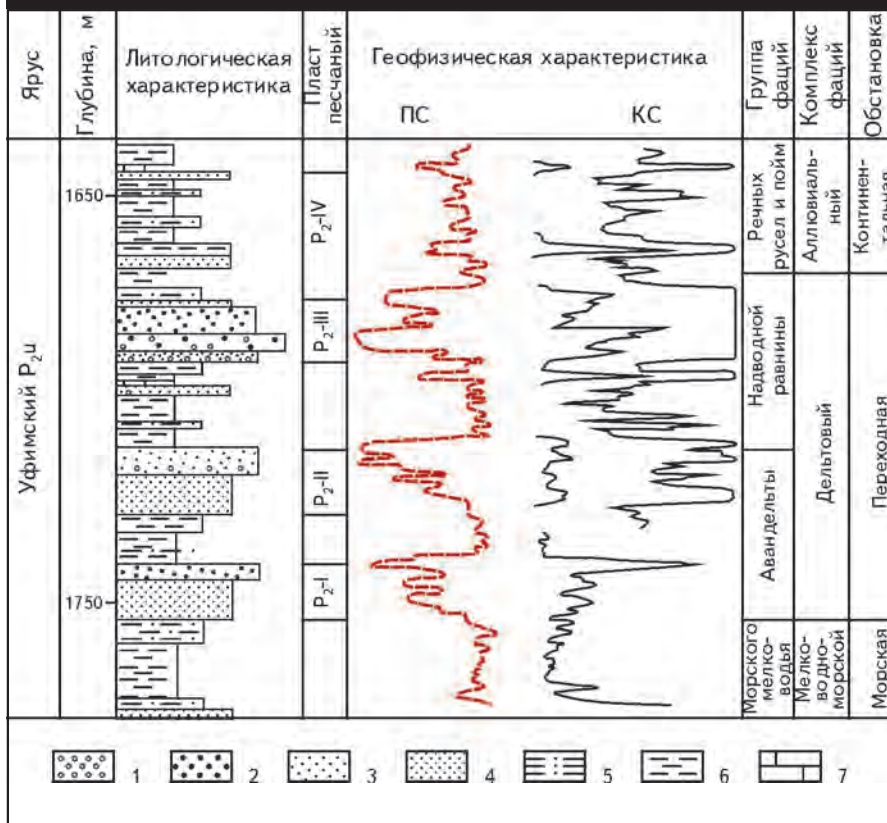 Ярус
Глубина, м
Литологическая
характеристика
Пласт
песчаный
Геофизическая характеристика
ПС
КС
Группа
фаций
Комплекс
фаций
Обстановка
Уфимский P₂u
1650
1750
P₂-IV
P₂-III
P₂-II
P₂-I
Речных
русел и пойм
Надводной
равнины
Авандельты
Морского
мелко-
водья
Аллювиаль-
ный
Дельтовый
Мелко-
водно-
морской
Континен-
тальная
Переходная
Морская
1 2 3 4 5 6 7